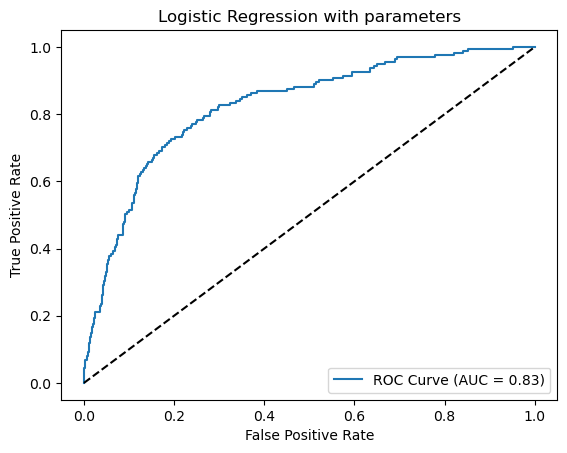 Logistic Regression with parameters
True Positive Rate
1.0
0.8
0.6
0.4
0.2
0.0
ROC Curve (AUC = 0.83)
0.0 0.2 0.4 0.6 0.8 1.0
False Positive Rate